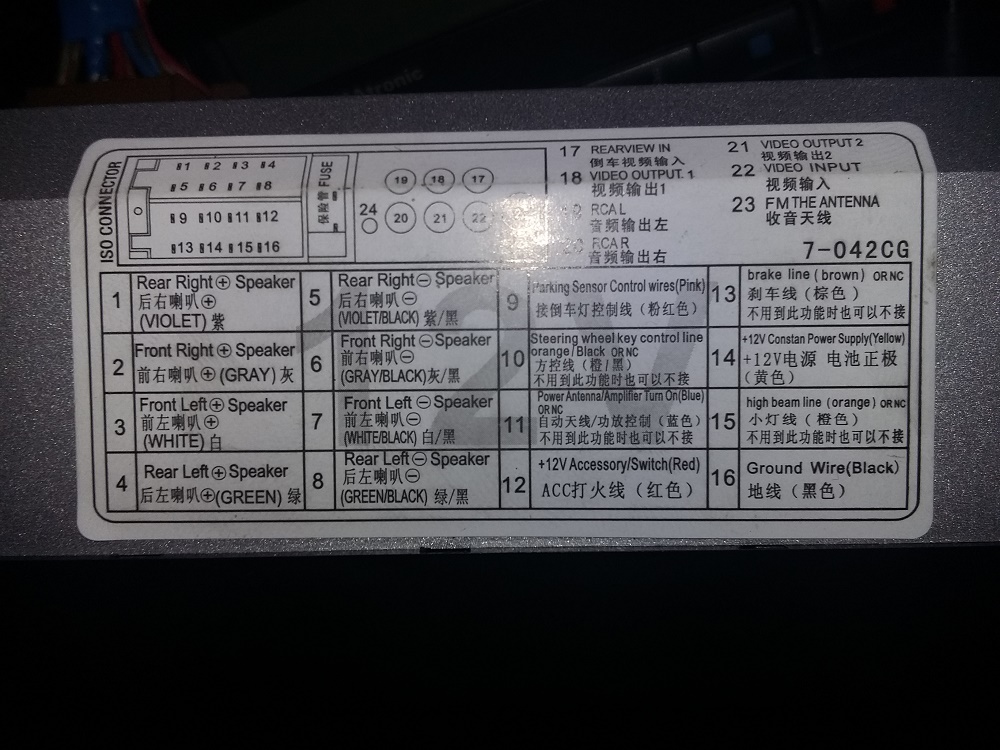 tronic
ISO CONNECTOR
1 2 3 4
5 6 7 8
9 10 11 12
13 14 15 16
保险管 FUSE
19 18 17
24 20 21 22
17 REARVIEW IN
倒车视频输入
18 VIDEO OUTPUT.1
视频输出1
RCAL
音频输出左
RCAR
音频输出右
21 VIDEO OUTPUT2
视频输出2
22 VIDEO INPUT
视频输入
23 FM THE ANTENNA
收音天线
7-042CG
12V
1 Rear Right⊕ Speaker
后右喇叭⊕
(VIOLET) 紫
5 Rear Right⊖ Speaker
后右喇叭⊖
(VIOLET/BLACK) 紫/黑
9 Parking Sensor Control wires(Pink)
接倒车灯控制线（粉红色）
13 brake line (brown) OR NC
刹车线（棕色）
不用到此功能时也可以不接
2 Front Right⊕ Speaker
前右喇叭⊕(GRAY) 灰
6 Front Right⊖ Speaker
前右喇叭⊖
(GRAY/BLACK)灰/黑
10 Steering wheel key control line
orange/Black OR NC
方控线（橙/黑）
不用到此功能时也可以不接
14 +12V Constan Power Supply(Yellow)
+12V电源 电池正极
（黄色）
3 Front Left⊕ Speaker
前左喇叭⊕
(WHITE) 白
7 Front Left⊖ Speaker
前左喇叭⊖
(WHITE/BLACK) 白/黑
11 Power Antenna/Amplifier Turn On(Blue)
OR NC
自动天线/功放控制（蓝色）
不用到此功能时也可以不接
15 high beam line (orange) OR NC
小灯线（橙色）
不用到此功能时也可以不接
4 Rear Left⊕ Speaker
后左喇叭⊕(GREEN) 绿
8 Rear Left⊖ Speaker
后左喇叭⊖
(GREEN/BLACK) 绿/黑
12 +12V Accessory/Switch(Red)
ACC打火线（红色）
16 Ground Wire(Black)
地线（黑色）